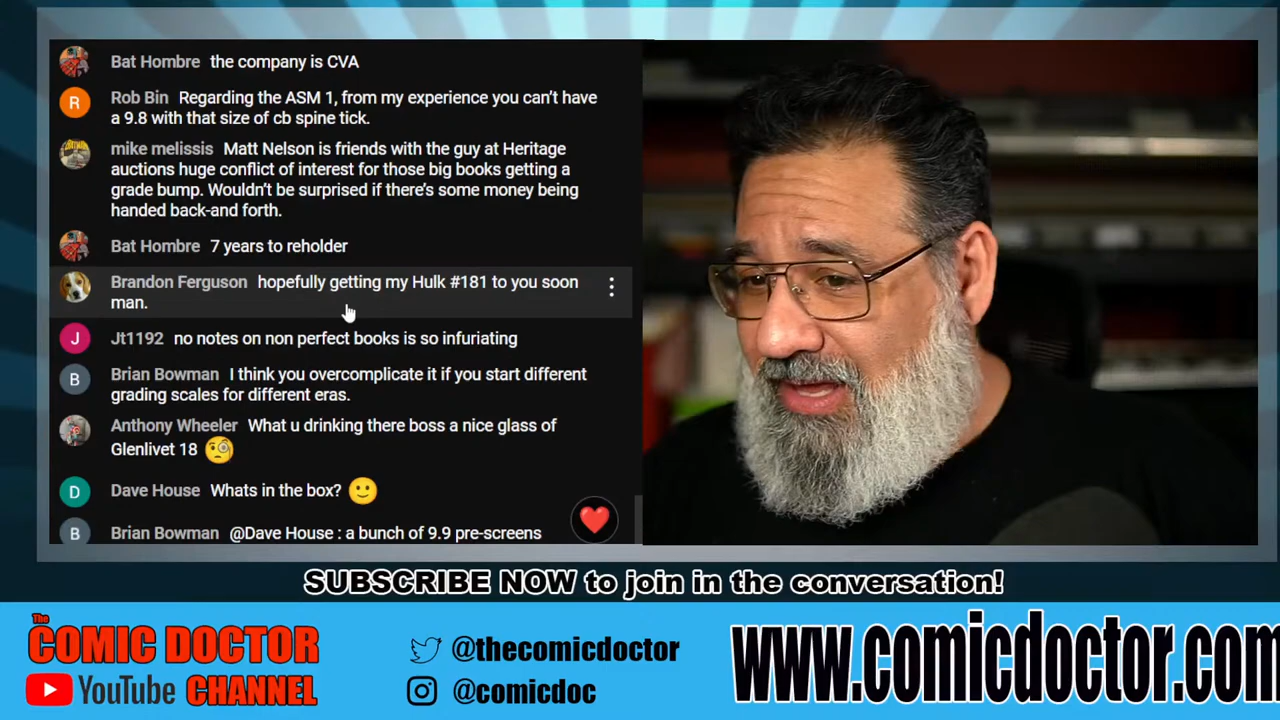 Bat Hombre the company is CVA
R
Rob Bin Regarding the ASM 1, from my experience you can't have
a 9.8 with that size of cb spine tick.
mike melissis Matt Nelson is friends with the guy at Heritage
auctions huge conflict of interest for those big books getting a
grade bump. Wouldn't be surprised if there's some money being
handed back-and forth.
Bat Hombre 7 years to reholder
Brandon Ferguson hopefully getting my Hulk #181 to you soon
man.
J
Jt1192 no notes on non perfect books is so infuriating
B
Brian Bowman I think you overcomplicate it if you start different
grading scales for different eras.
Anthony Wheeler What u drinking there boss a nice glass of
Glenlivet 18 🧐
D
Dave House Whats in the box? 🙂
B
Brian Bowman @Dave House : a bunch of 9.9 pre-screens
SUBSCRIBE NOW to join in the conversation!
The
COMIC DOCTOR
YouTube CHANNEL
@thecomicdoctor
@comicdoc
www.comicdoctor.com